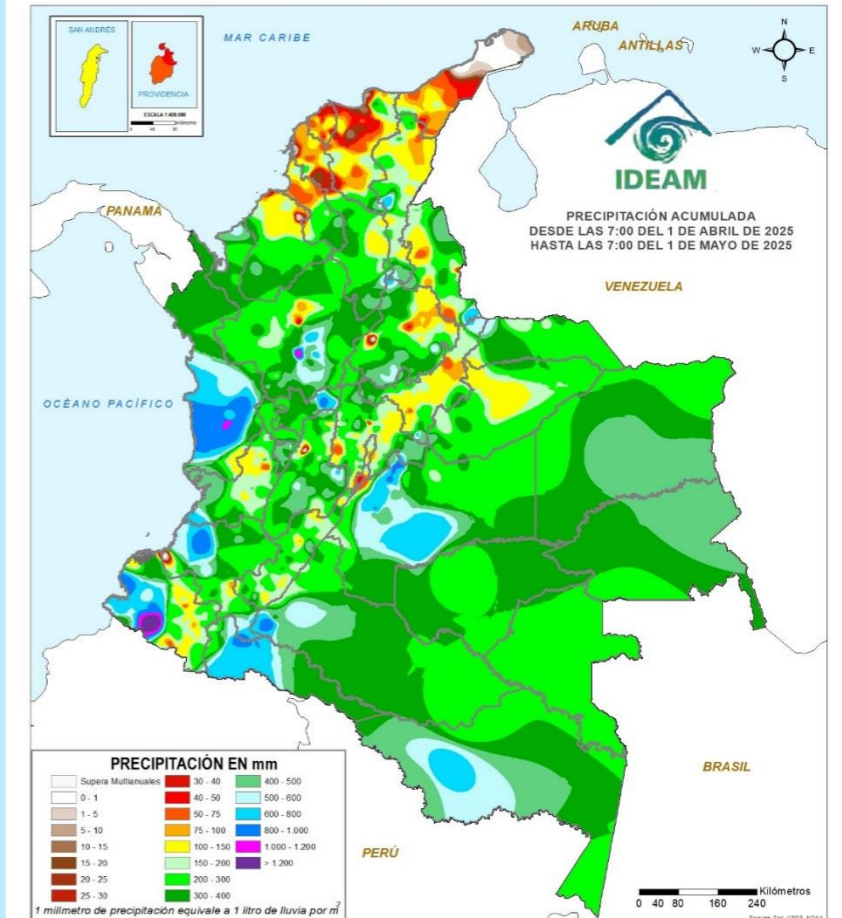 SAN ANDRÉS
PROVIDENCIA
ESCALA 1:400.000
MAR CARIBE
ARUBA
ANTILLAS
N
W
E
S
IDEAM
PRECIPITACIÓN ACUMULADA
DESDE LAS 7:00 DEL 1 DE ABRIL DE 2025
HASTA LAS 7:00 DEL 1 DE MAYO DE 2025
PANAMÁ
VENEZUELA
OCÉANO PACÍFICO
BRASIL
PERÚ
PRECIPITACIÓN EN mm
Supera Multianuales
0 - 1
1 - 5
5 - 10
10 - 15
15 - 20
20 - 25
25 - 30
30 - 40
40 - 50
50 - 75
75 - 100
100 - 150
150 - 200
200 - 300
300 - 400
400 - 500
500 - 600
600 - 800
800 - 1.000
1.000 - 1.200
> 1.200
1 milimetro de precipitación equivale a 1 litro de lluvia por m²
Kilómetros
0 40 80 160 240